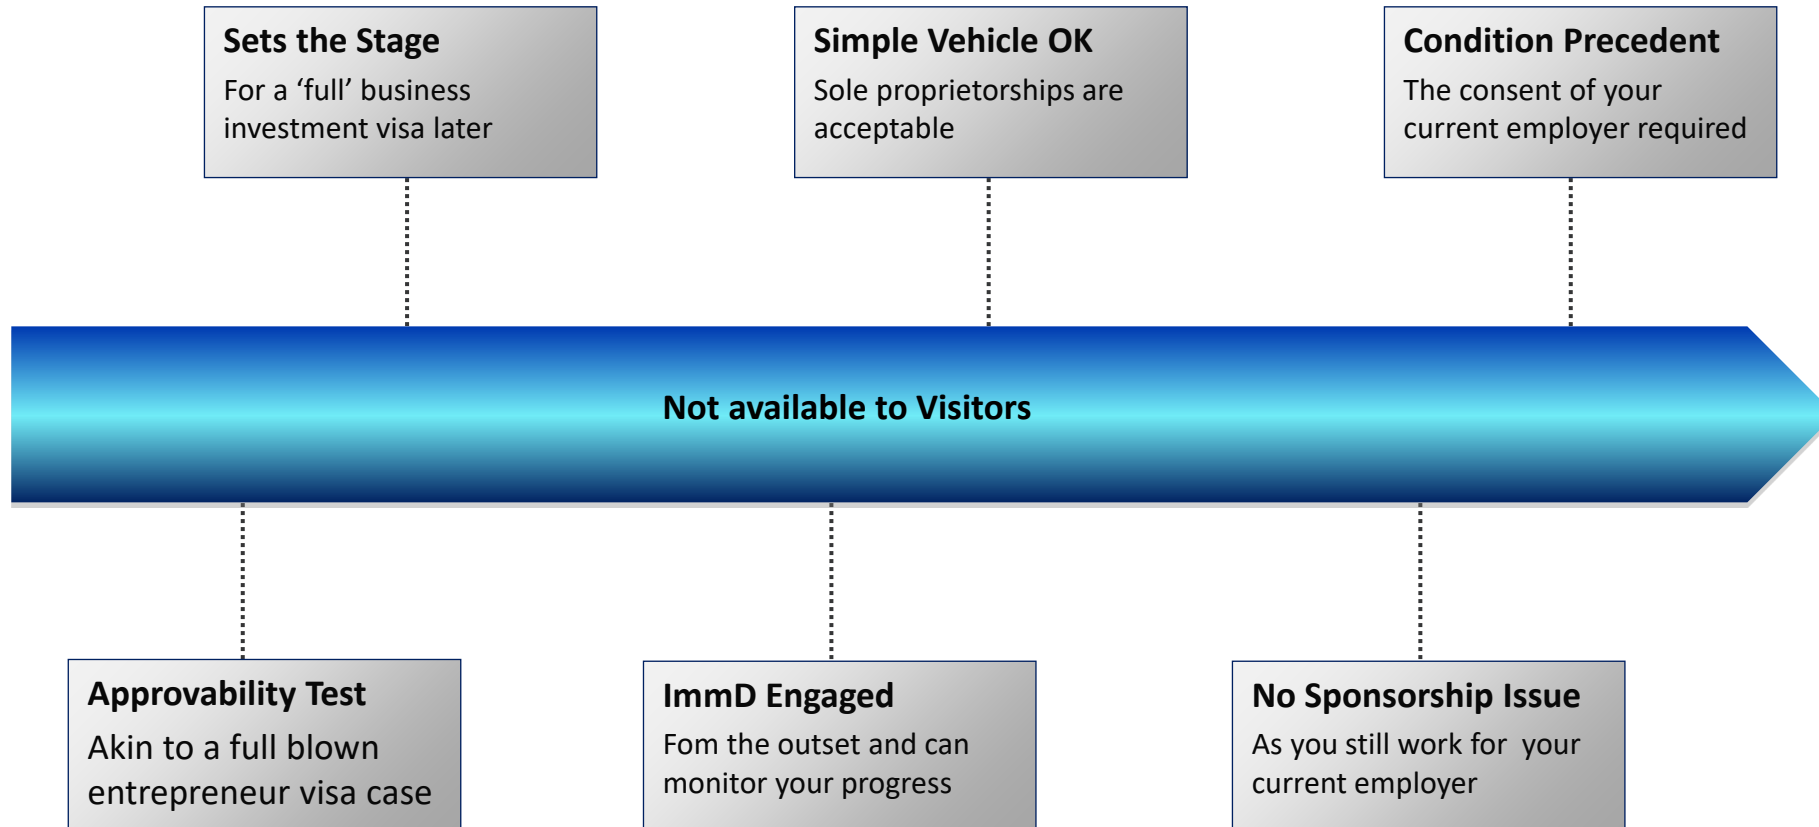 Sets the Stage
For a ‘full’ business
investment visa later
Simple Vehicle OK
Sole proprietorships are
acceptable
Condition Precedent
The consent of your
current employer required
Not available to Visitors
Approvability Test
Akin to a full blown
entrepreneur visa case
ImmD Engaged
Fom the outset and can
monitor your progress
No Sponsorship Issue
As you still work for  your
current employer